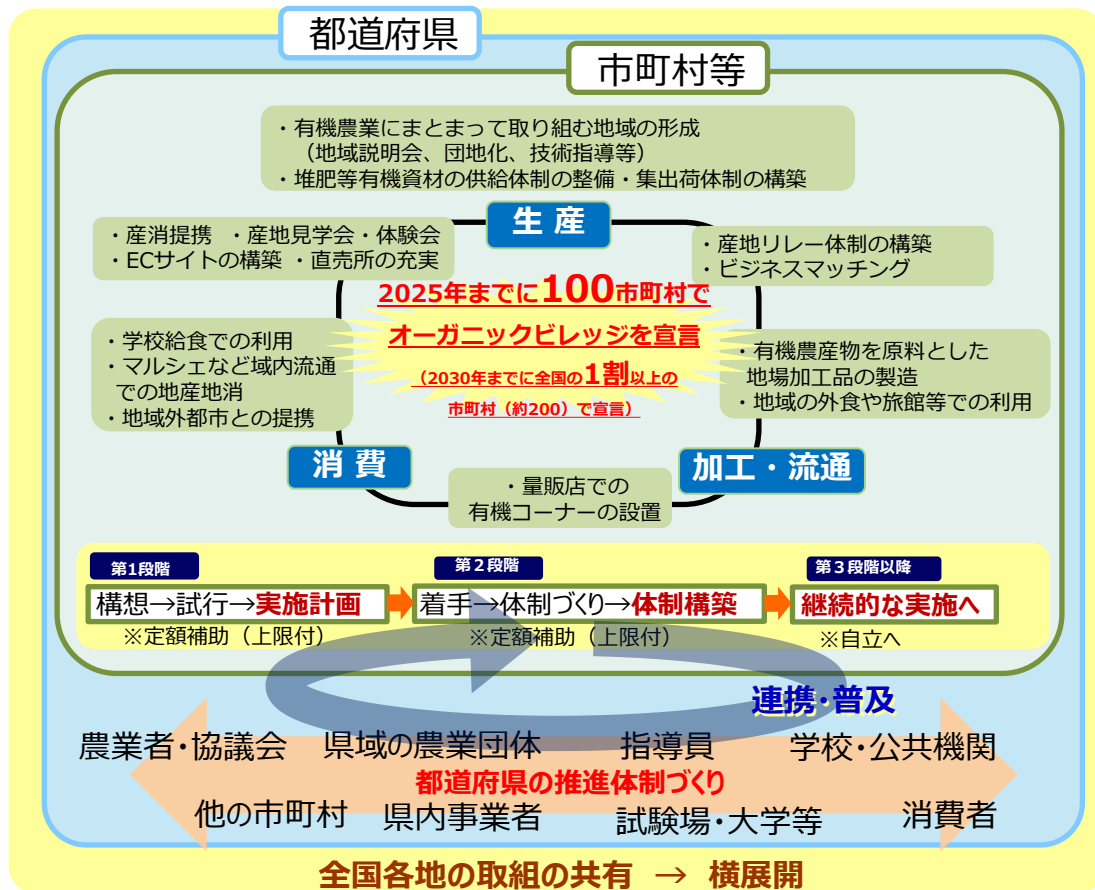 都道府県
市町村等
・有機農業にまとまって取り組む地域の形成
（地域説明会、団地化、技術指導等）
・堆肥等有機資材の供給体制の整備・集出荷体制の構築
生 産
・産消提携 ・産地見学会・体験会
・ECサイトの構築 ・直売所の充実
・産地リレー体制の構築
・ビジネスマッチング
2025年までに100市町村で
オーガニックビレッジを宣言
（2030年までに全国の1割以上の
市町村（約200）で宣言）
・学校給食での利用
・マルシェなど域内流通
での地産地消
・地域外都市との提携
・有機農産物を原料とした
地場加工品の製造
・地域の外食や旅館等での利用
消 費
加工・流通
・量販店での
有機コーナーの設置
第1段階
構想→試行→実施計画
※定額補助（上限付）
第２段階
着手→体制づくり→体制構築
※定額補助（上限付）
第３段階以降
継続的な実施へ
※自立へ
連携・普及
農業者・協議会 県域の農業団体 指導員 学校・公共機関
都道府県の推進体制づくり
他の市町村 県内事業者 試験場・大学等 消費者
全国各地の取組の共有 → 横展開